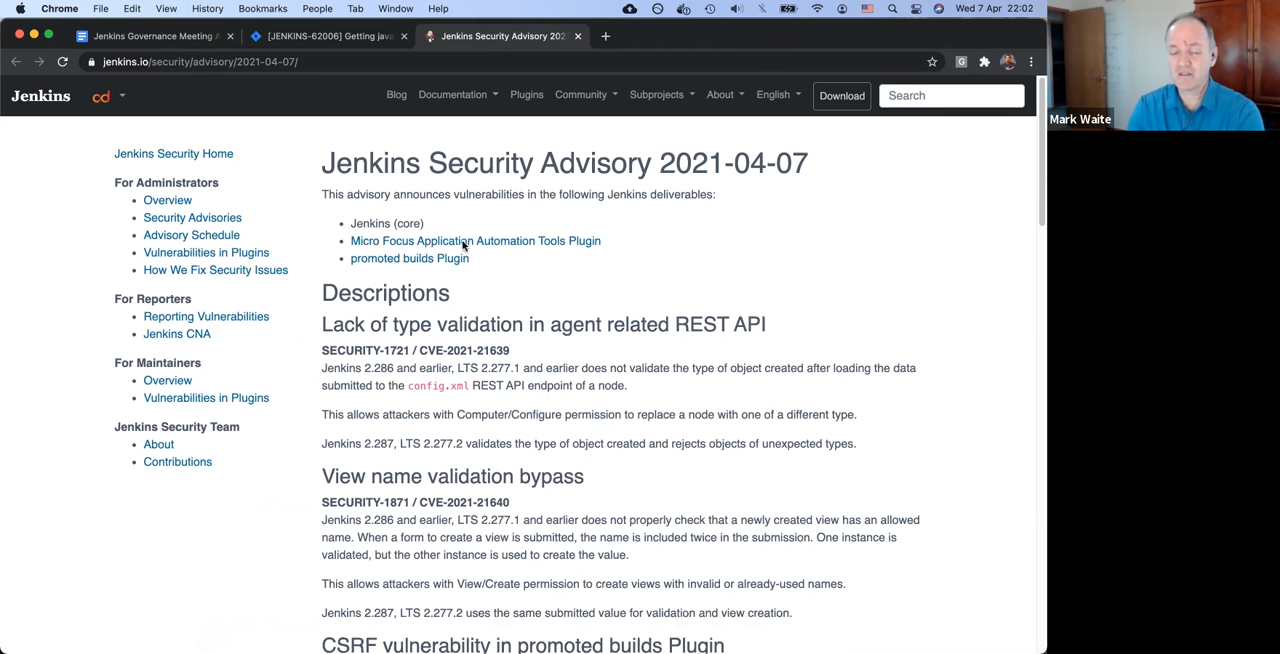 Chrome File Edit View History Bookmarks People Tab Window Help Wed 7 Apr 22:02
Jenkins Governance Meeting A
[JENKINS-62006] Getting java
Jenkins Security Advisory 202
jenkins.io/security/advisory/2021-04-07/
Jenkins cd Blog Documentation Plugins Community Subprojects About English Download Search
Mark Waite
Jenkins Security Home
For Administrators
Overview
Security Advisories
Advisory Schedule
Vulnerabilities in Plugins
How We Fix Security Issues
For Reporters
Reporting Vulnerabilities
Jenkins CNA
For Maintainers
Overview
Vulnerabilities in Plugins
Jenkins Security Team
About
Contributions
Jenkins Security Advisory 2021-04-07
This advisory announces vulnerabilities in the following Jenkins deliverables:
Jenkins (core)
Micro Focus Application Automation Tools Plugin
promoted builds Plugin
Descriptions
Lack of type validation in agent related REST API
SECURITY-1721 / CVE-2021-21639
Jenkins 2.286 and earlier, LTS 2.277.1 and earlier does not validate the type of object created after loading the data
submitted to the config.xml REST API endpoint of a node.
This allows attackers with Computer/Configure permission to replace a node with one of a different type.
Jenkins 2.287, LTS 2.277.2 validates the type of object created and rejects objects of unexpected types.
View name validation bypass
SECURITY-1871 / CVE-2021-21640
Jenkins 2.286 and earlier, LTS 2.277.1 and earlier does not properly check that a newly created view has an allowed
name. When a form to create a view is submitted, the name is included twice in the submission. One instance is
validated, but the other instance is used to create the value.
This allows attackers with View/Create permission to create views with invalid or already-used names.
Jenkins 2.287, LTS 2.277.2 uses the same submitted value for validation and view creation.
CSRF vulnerability in promoted builds Plugin